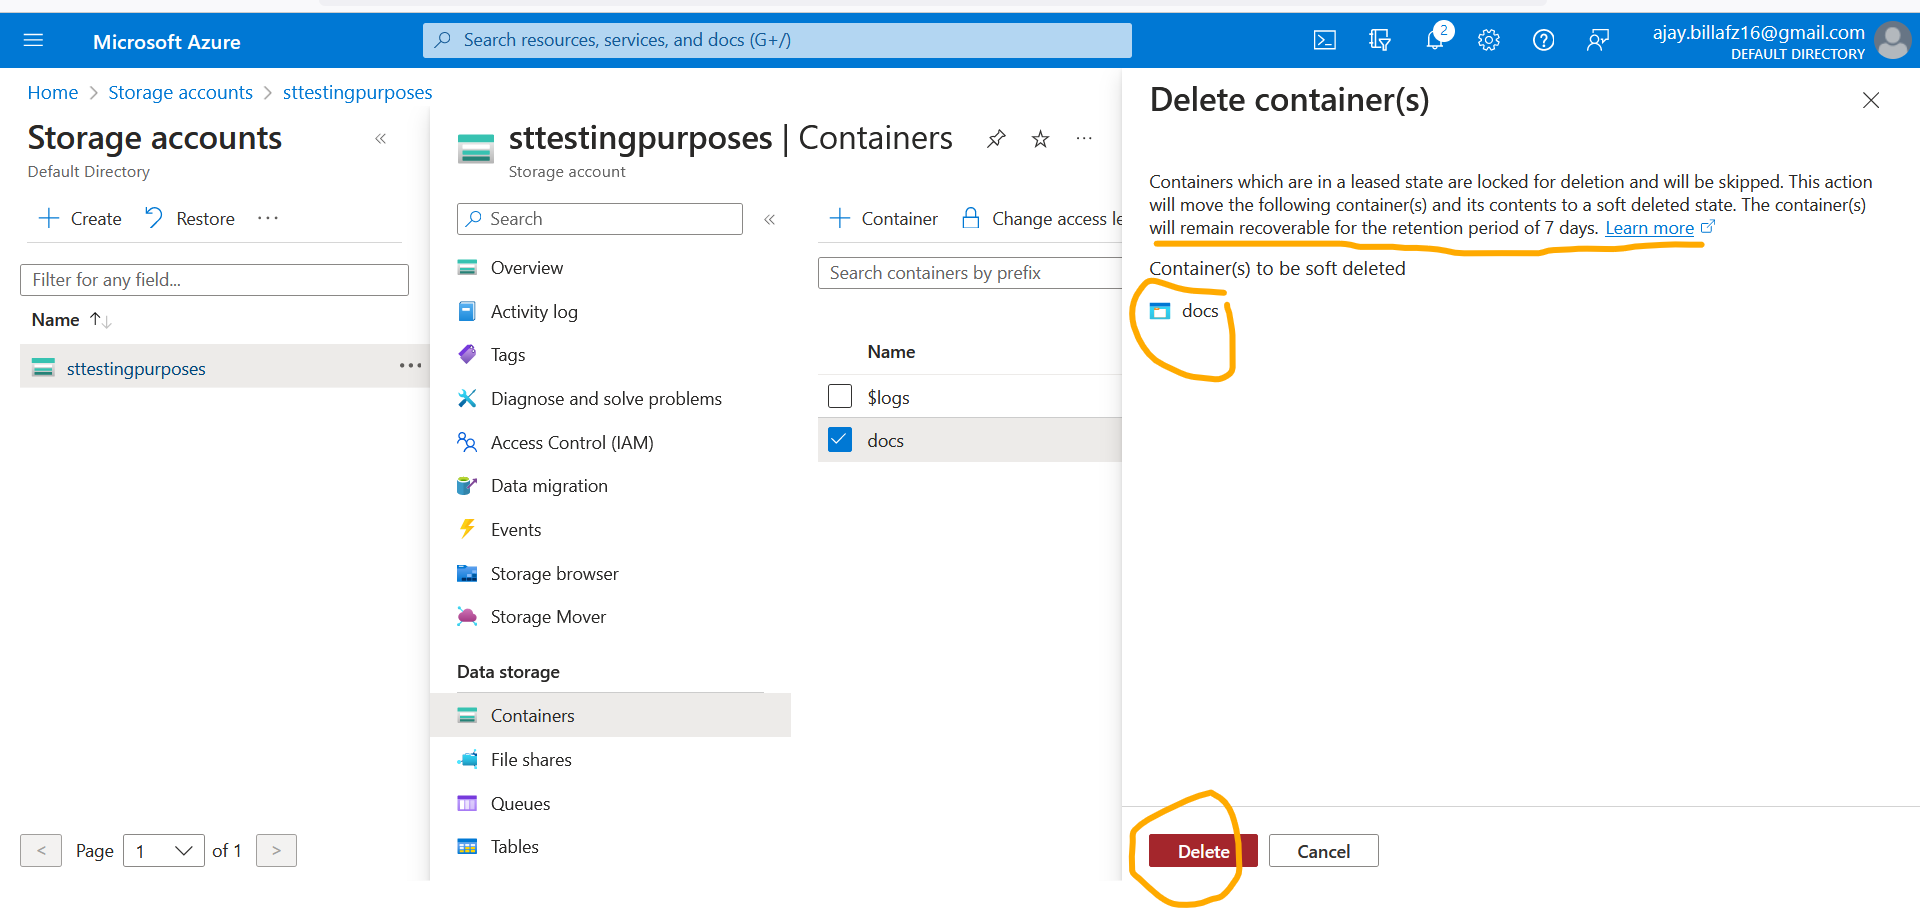 Microsoft Azure
Search resources, services, and docs (G+/)
2
ajay.billafz16@gmail.com
DEFAULT DIRECTORY
Home > Storage accounts > sttestingpurposes
Storage accounts
«
Default Directory
+ Create
Restore
...
Filter for any field...
Name ↑↓
sttestingpurposes
...
< Page 1 of 1 >
sttestingpurposes | Containers
...
Storage account
Search
«
Overview
Activity log
Tags
Diagnose and solve problems
Access Control (IAM)
Data migration
Events
Storage browser
Storage Mover
Data storage
Containers
File shares
Queues
Tables
+ Container
Change access le
Search containers by prefix
Name
$logs
docs
Delete container(s)
Containers which are in a leased state are locked for deletion and will be skipped. This action
will move the following container(s) and its contents to a soft deleted state. The container(s)
will remain recoverable for the retention period of 7 days. Learn more
Container(s) to be soft deleted
docs
Delete
Cancel